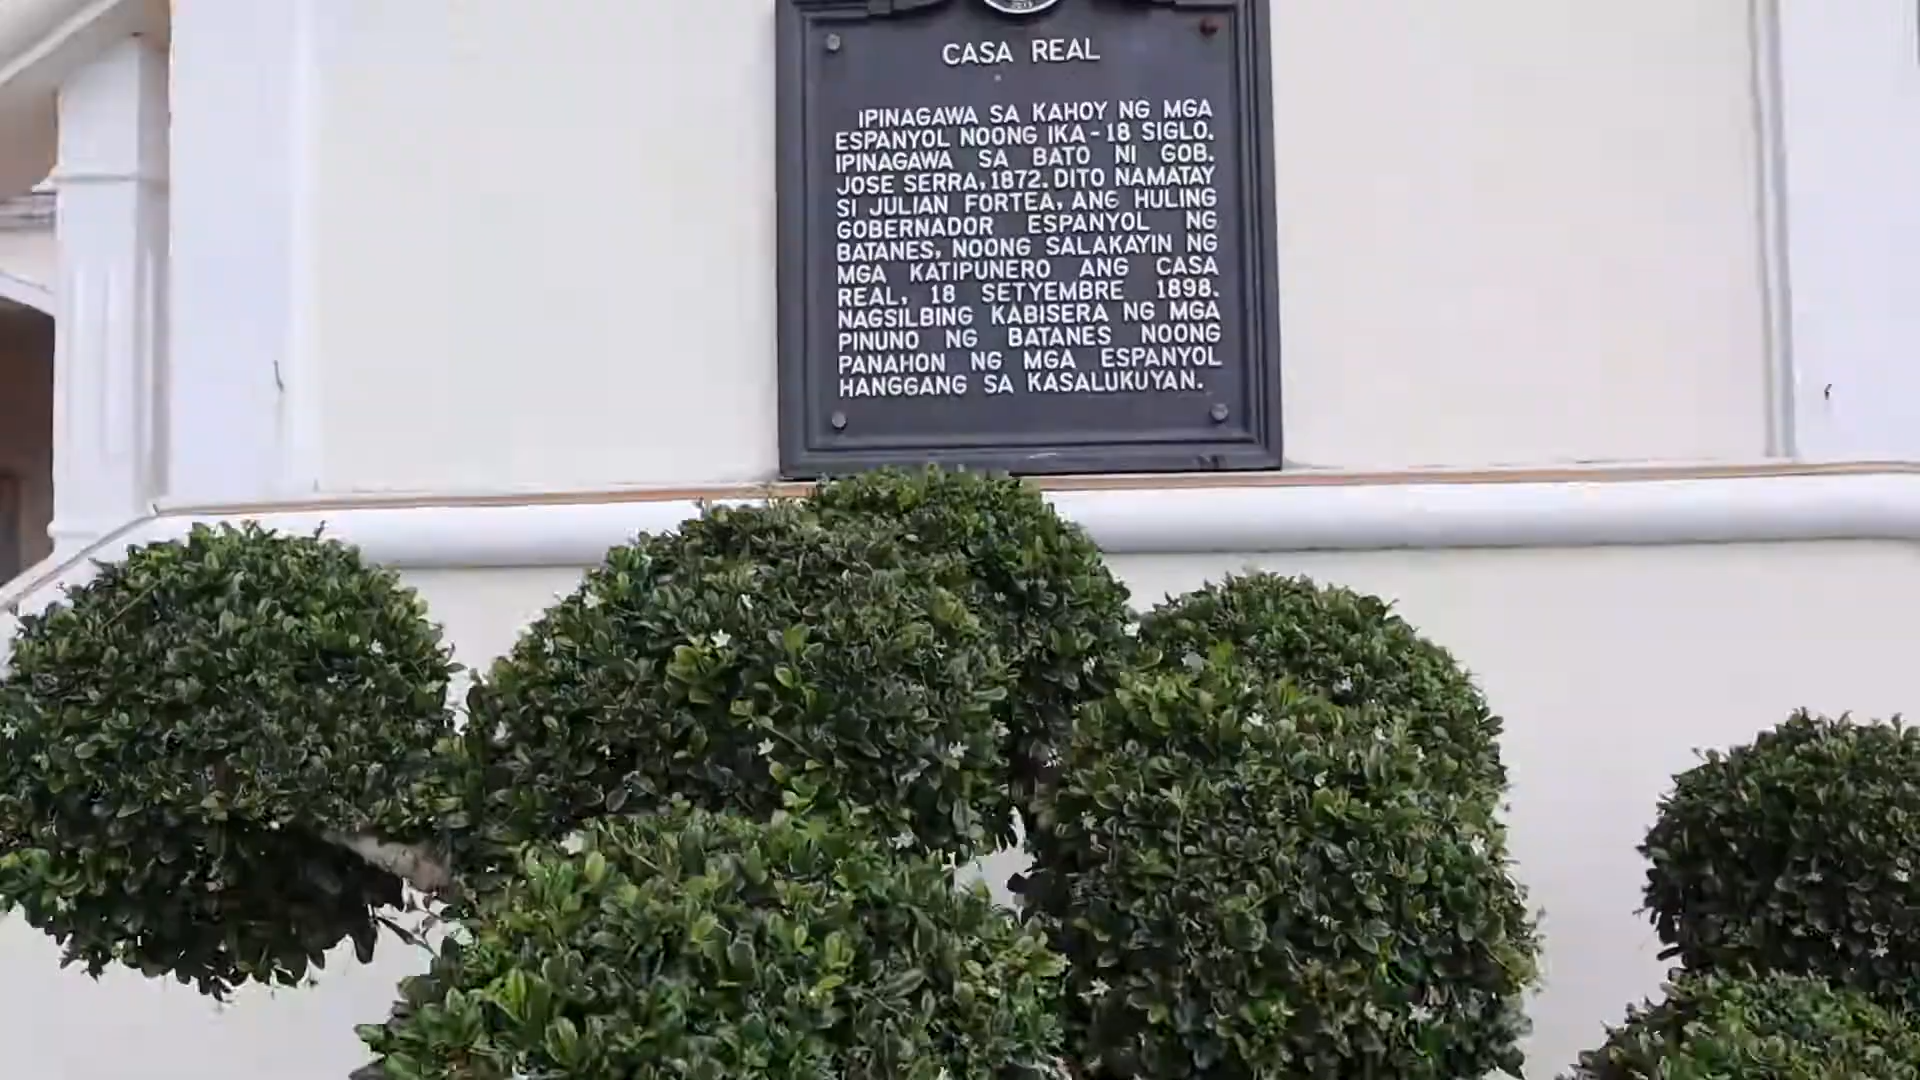 CASA REAL
IPINAGAWA SA KAHOY NG MGA
ESPANYOL NOONG IKA-18 SIGLO.
IPINAGAWA SA BATO NI GOB.
JOSE SERRA, 1872. DITO NAMATAY
SI JULIAN FORTEA, ANG HULING
GOBERNADOR ESPANYOL NG
BATANES, NOONG SALAKAYIN NG
MGA KATIPUNERO ANG CASA
REAL, 18 SETYEMBRE 1898.
NAGSILBING KABISERA NG MGA
PINUNO NG BATANES NOONG
PANAHON NG MGA ESPANYOL
HANGGANG SA KASALUKUYAN.